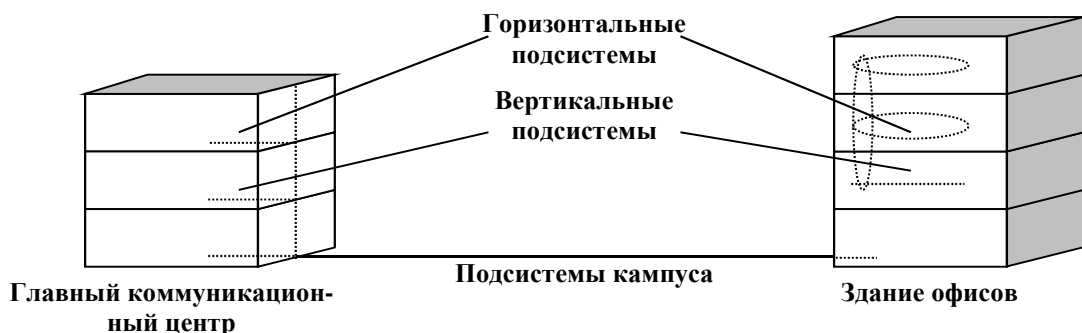 Горизонтальные
подсистемы
Вертикальные
подсистемы
Подсистемы кампуса
Главный коммуникацион-
ный центр
Здание офисов